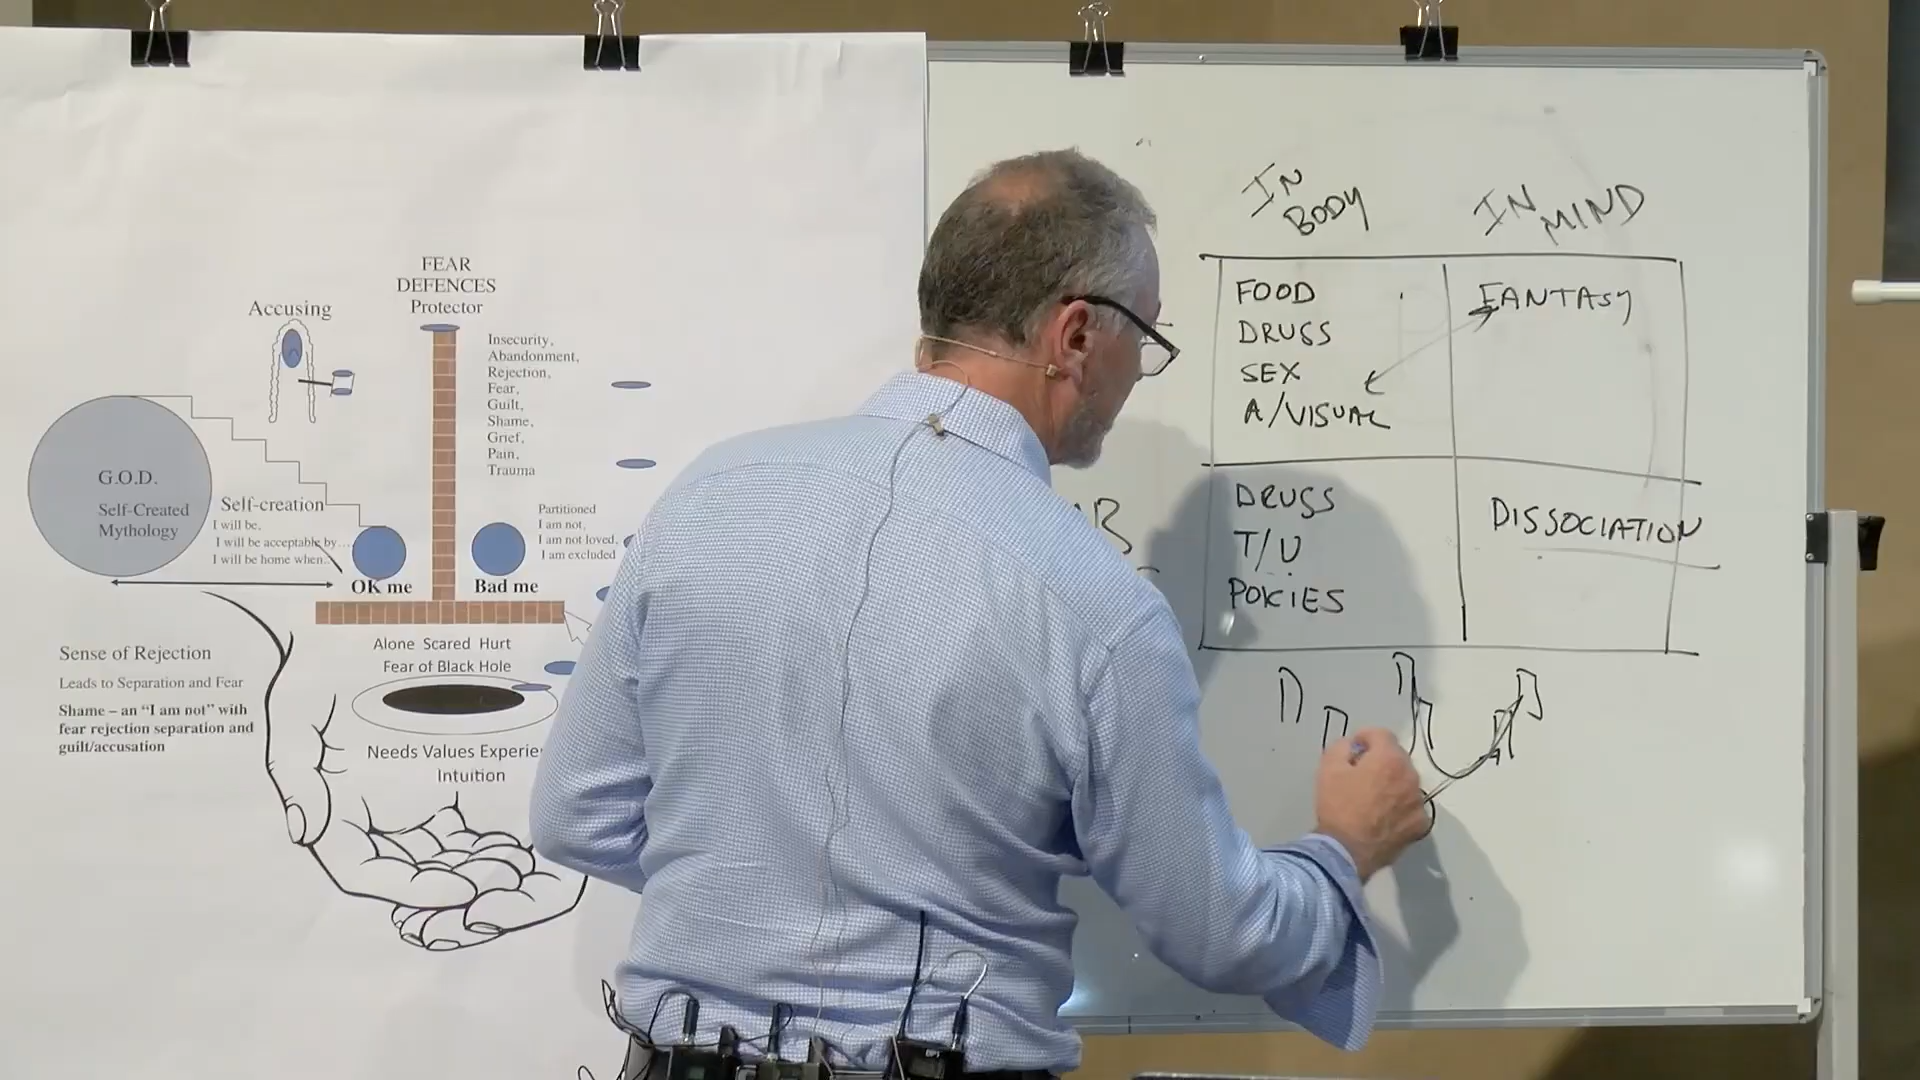 FEAR
DEFENCES
Protector
Accusing
Insecurity,
Abandonment,
Rejection,
Fear,
Guilt,
Shame,
Grief,
Pain,
Trauma
G.O.D.
Self-Created
Mythology
Self-creation
I will be,
I will be acceptable by…
I will be home when..
Partitioned
I am not,
I am not loved,
I am excluded
OK me
Bad me
Sense of Rejection
Leads to Separation and Fear
Shame – an “I am not” with
fear rejection separation and
guilt/accusation
Alone Scared Hurt
Fear of Black Hole
Needs Values
Intuition
IN
BODY
IN
MIND
FOOD
DRUGS
SEX
A/VISUAL
FANTASY
DRUGS
T/V
POKIES
DISSOCIATION